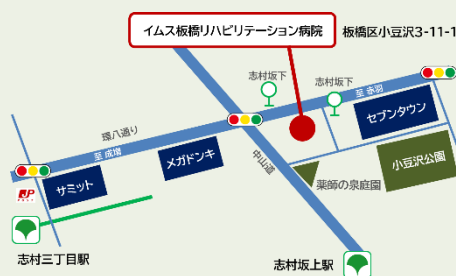 イムス板橋リハビリテーション病院
板橋区小豆沢3-11-1
志村坂下
志村坂下
至 赤羽
環八通り
至 成増
セブンタウン
メガドンキ
中山道
小豆沢公園
サミット
薬師の泉庭園
JP
志村三丁目駅
志村坂上駅